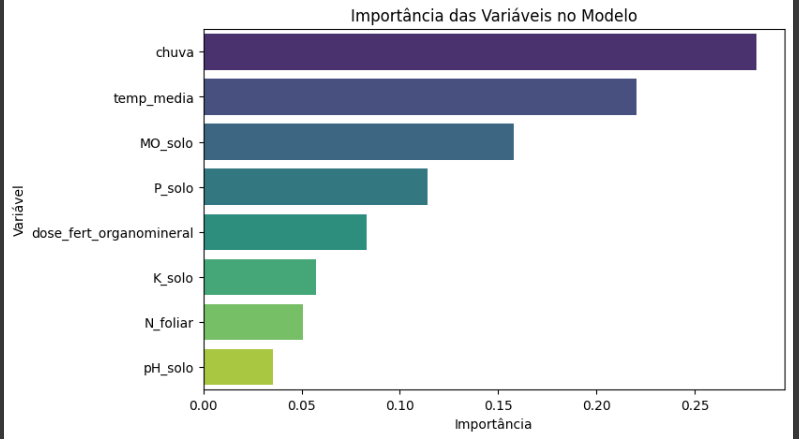 Importância das Variáveis no Modelo
Variável
chuva
temp_media
MO_solo
P_solo
dose_fert_organomineral
K_solo
N_foliar
pH_solo
0.00 0.05 0.10 0.15 0.20 0.25
Importância